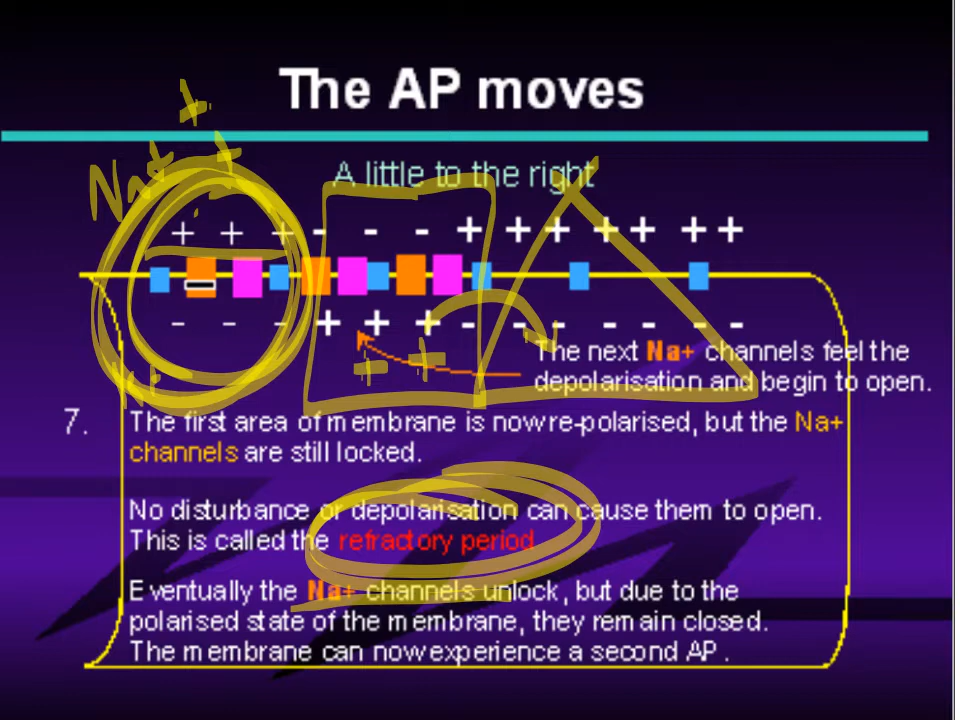 The AP moves
A little to the right
Na+
+ + + - - - + + + + + + +
- - - + + + - - - - - - -
The next Na+ channels feel the
depolarisation and begin to open.
7. The first area of membrane is now re-polarised, but the Na+
channels are still locked.
No disturbance or depolarisation can cause them to open.
This is called the refractory period
Eventually the Na+ channels unlock, but due to the
polarised state of the membrane, they remain closed.
The membrane can now experience a second AP.